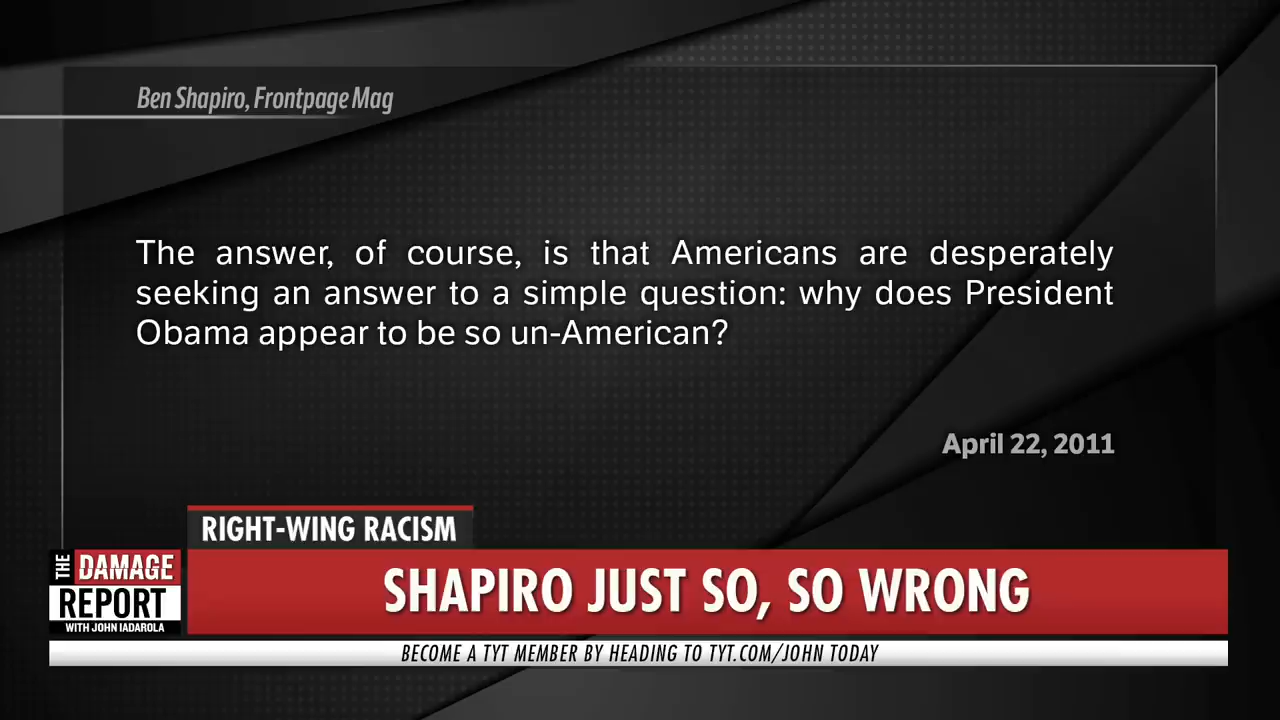 Ben Shapiro, Frontpage Mag
The answer, of course, is that Americans are desperately
seeking an answer to a simple question: why does President
Obama appear to be so un-American?
April 22, 2011
RIGHT-WING RACISM
THE DAMAGE
REPORT
WITH JOHN IADAROLA
SHAPIRO JUST SO, SO WRONG
BECOME A TYT MEMBER BY HEADING TO TYT.COM/JOHN TODAY